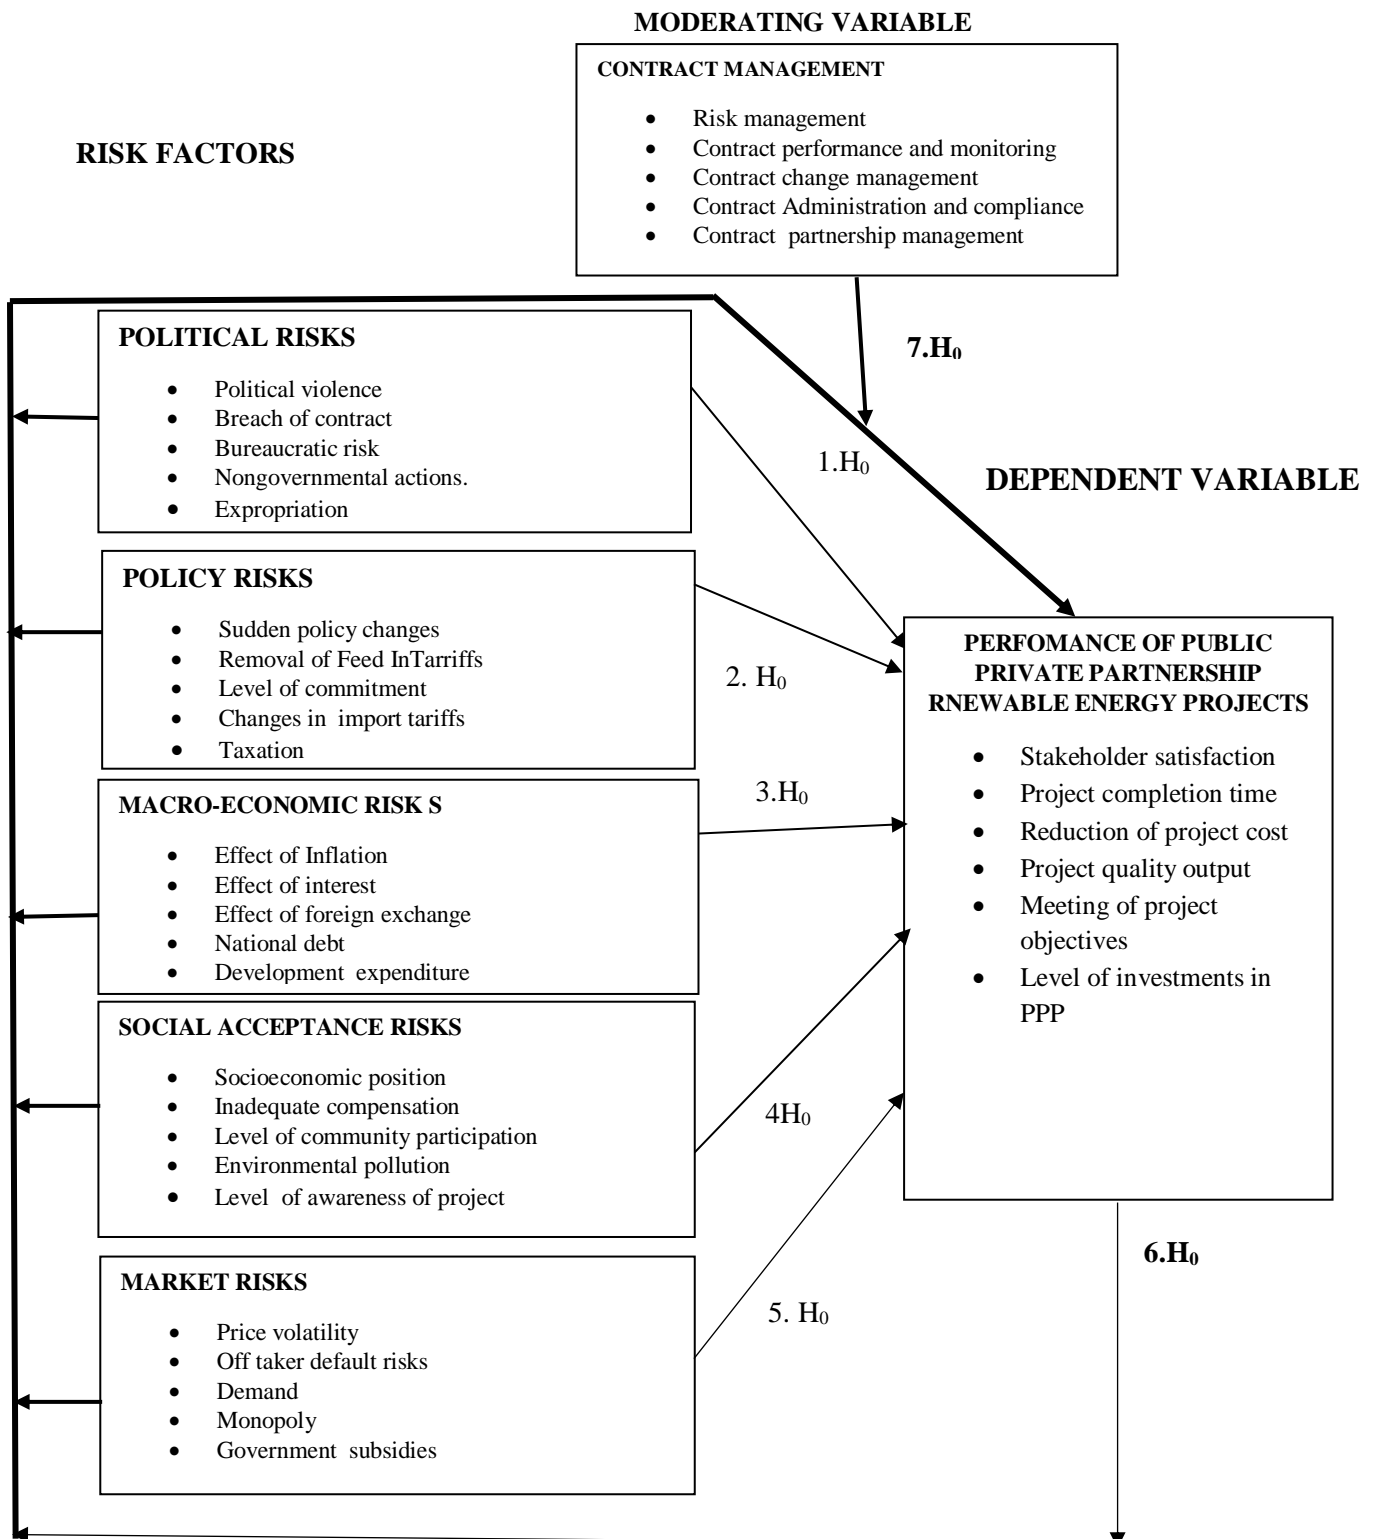 MODERATING VARIABLE
CONTRACT MANAGEMENT
• Risk management
• Contract performance and monitoring
• Contract change management
• Contract Administration and compliance
• Contract partnership management
RISK FACTORS
7.H0
POLITICAL RISKS
• Political violence
• Breach of contract
• Bureaucratic risk
• Nongovernmental actions.
• Expropriation
1.H0
DEPENDENT VARIABLE
POLICY RISKS
• Sudden policy changes
• Removal of Feed InTarriffs
• Level of commitment
• Changes in import tariffs
• Taxation
2. H0
MACRO-ECONOMIC RISK S
• Effect of Inflation
• Effect of interest
• Effect of foreign exchange
• National debt
• Development expenditure
3.H0
SOCIAL ACCEPTANCE RISKS
• Socioeconomic position
• Inadequate compensation
• Level of community participation
• Environmental pollution
• Level of awareness of project
4H0
MARKET RISKS
• Price volatility
• Off taker default risks
• Demand
• Monopoly
• Government subsidies
5. H0
PERFOMANCE OF PUBLIC
PRIVATE PARTNERSHIP
RNEWABLE ENERGY PROJECTS
• Stakeholder satisfaction
• Project completion time
• Reduction of project cost
• Project quality output
• Meeting of project
objectives
• Level of investments in
PPP
6.H0